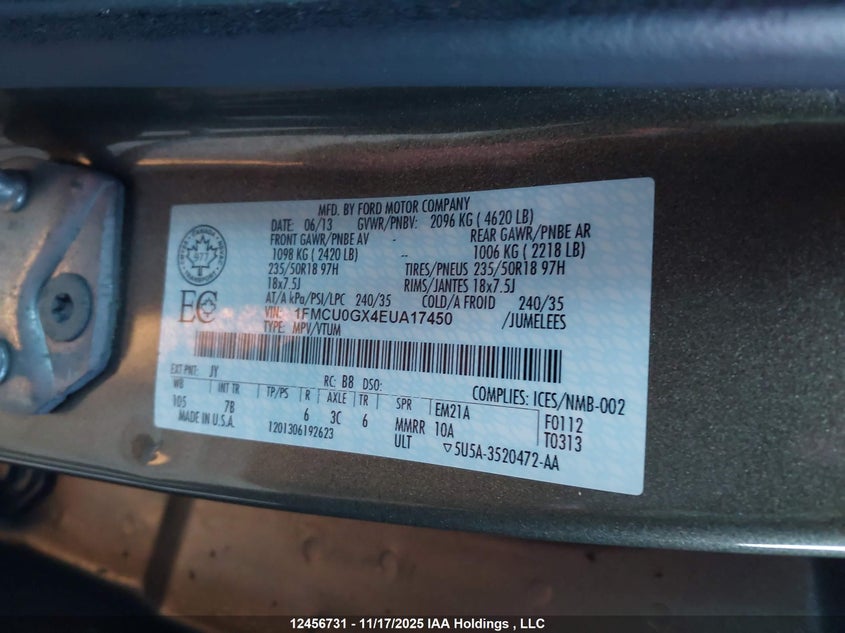 MFD. BY FORD MOTOR COMPANY
DATE: 06/13 GVWR/PNBV: 2096 KG ( 4620 LB)
FRONT GAWR/PNBE AV - REAR GAWR/PNBE AR
1098 KG ( 2420 LB) -- 1006 KG ( 2218 LB)
235/50R18 97H TIRES/PNEUS 235/50R18 97H
18x7.5J RIMS/JANTES 18x7.5J
AT/A kPa/PSI/LPC 240/35 COLD/A FROID 240/35
VIN: 1FMCU0GX4EUA17450 /JUMELEES
TYPE: MPV/VTUM
CANADA
977
EC
EXT PNT: JY RC: B8 DSO: COMPLIES: ICES/NMB-002
WB INT TR TP/PS R AXLE TR SPR EM21A F0112
105 7B 6 3C 6 MMRR 10A T0313
MADE IN U.S.A. 1201306192623 ULT ▽5U5A-3520472-AA
12456731 - 11/17/2025 IAA Holdings , LLC